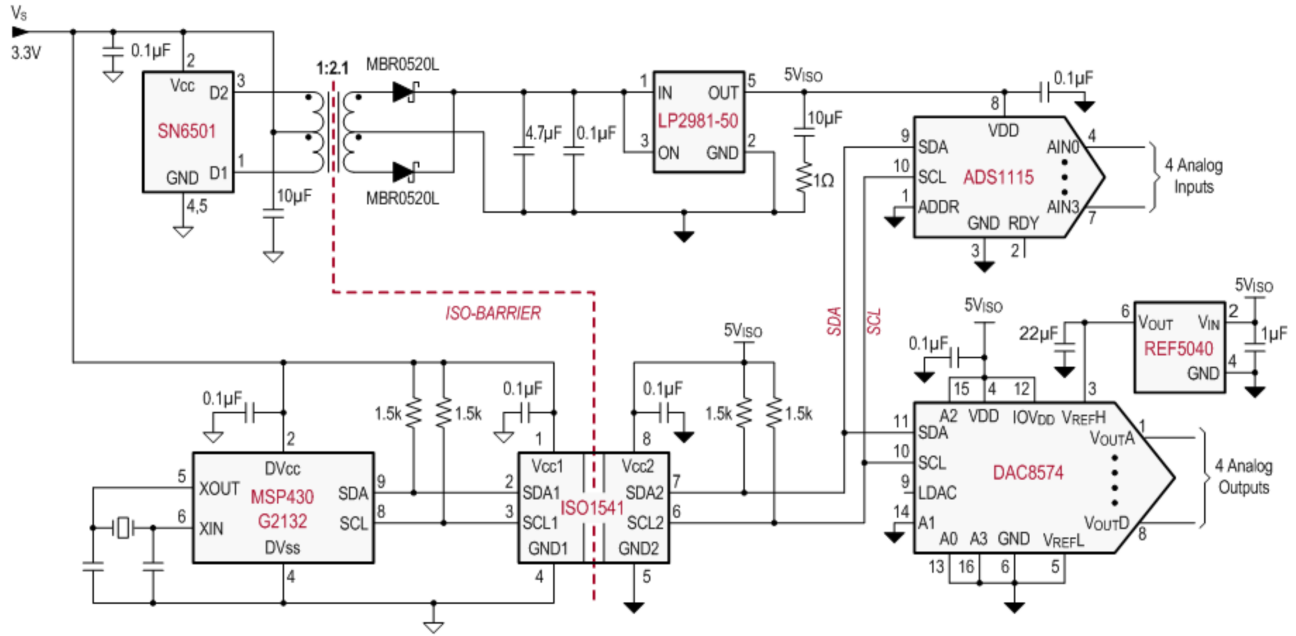 VS
3.3V
0.1µF
2
Vcc
D2
3
SN6501
GND
D1
1
4,5
10µF
1:2.1
MBR0520L
MBR0520L
4.7µF
0.1µF
1
IN
OUT
5
LP2981-50
3
ON
GND
2
5VISO
10µF
1Ω
0.1µF
8
VDD
9
SDA
AIN0
4
10
SCL
ADS1115
1
ADDR
AIN3
7
GND
RDY
3
2
4 Analog
Inputs
ISO-BARRIER
SDA
SCL
0.1µF
2
DVcc
5
XOUT
MSP430
G2132
SDA
9
6
XIN
SCL
8
DVss
4
1.5k
1.5k
0.1µF
1
Vcc1
2
SDA1
3
SCL1
GND1
4
ISO1541
5VISO
0.1µF
8
Vcc2
SDA2
7
SCL2
6
GND2
5
1.5k
1.5k
5VISO
0.1µF
15
4
12
3
A2
VDD
IOVDD
VREFH
11
SDA
VOUTA
1
10
SCL
DAC8574
9
LDAC
14
A1
VOUTD
8
A0
A3
GND
VREFL
13
16
6
5
4 Analog
Outputs
22µF
6
VOUT
VIN
2
REF5040
GND
4
5VISO
1µF